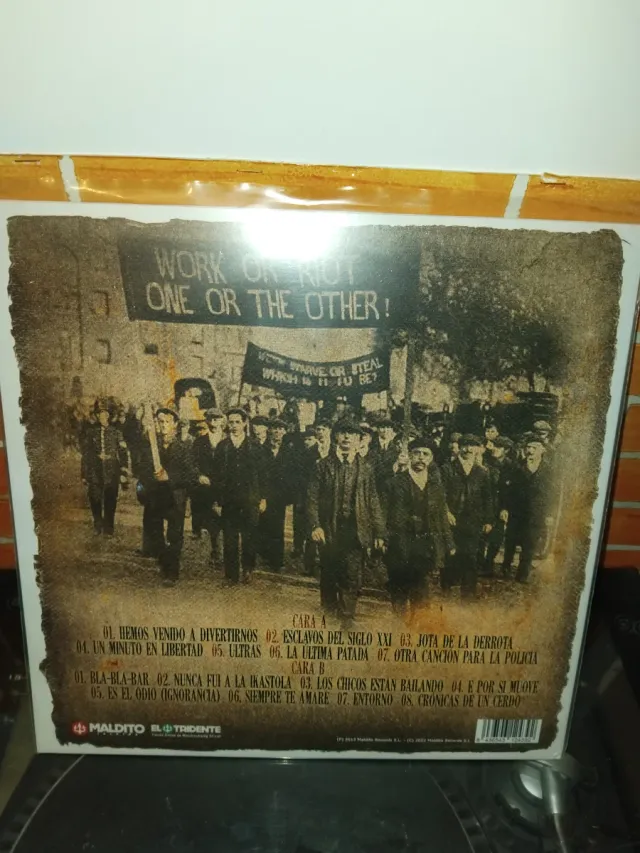 WORK OR RIOT
ONE OR THE OTHER!
WORK STARVE OR STEAL
WHICH IS IT TO BE?
CARA A
01. HEMOS VENIDO A DIVERTIRNOS 02. ESCLAVOS DEL SIGLO XXI 03. JOTA DE LA DERROTA
04. UN MINUTO EN LIBERTAD 05. ULTRAS 06. LA ULTIMA PATADA 07. OTRA CANCION PARA LA POLICIA
CARA B
01. BLA-BLA-BAR 02. NUNCA FUI A LA IKASTOLA 03. LOS CHICOS ESTAN BAILANDO 04. E POR SI MUOVE
05. ES EL ODIO (IGNORANCIA) 06. SIEMPRE TE AMARE 07. ENTORNO 08. CRONICAS DE UN CERDO
MALDITO
EL TRIDENTE
Maldito Records S.L.